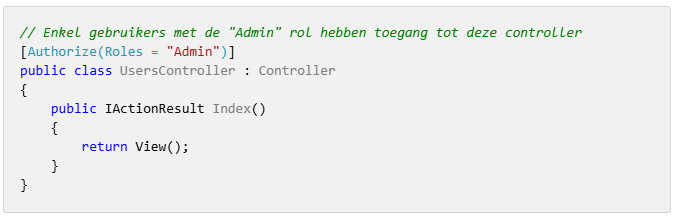 // Enkel gebruikers met de "Admin" rol hebben toegang tot deze controller
[Authorize(Roles = "Admin")]
public class UsersController : Controller
{
    public IActionResult Index()
    {
        return View();
    }
}